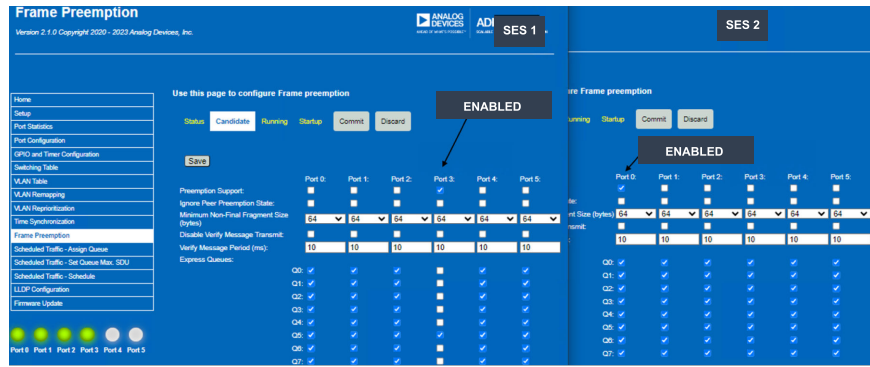 Frame Preemption
Version 2.1.0 Copyright 2020 - 2023 Analog Devices, Inc.
ANALOG DEVICES
AHEAD OF WHAT'S POSSIBLE™
SES 1
SES 2
Home
Setup
Port Statistics
Port Configuration
GPIO and Timer Configuration
Switching Table
VLAN Table
VLAN Remapping
VLAN Reprioritization
Time Synchronization
Frame Preemption
Scheduled Traffic - Assign Queue
Scheduled Traffic - Set Queue Max. SDU
Scheduled Traffic - Schedule
LLDP Configuration
Firmware Update
Port 0 Port 1 Port 2 Port 3 Port 4 Port 5
Use this page to configure Frame preemption
ENABLED
Status Candidate Running Startup Commit Discard
Save
Port 0: Port 1: Port 2: Port 3: Port 4: Port 5:
Preemption Support:
Ignore Peer Preemption State:
Minimum Non-Final Fragment Size (bytes)
64 64 64 64 64 64
Disable Verify Message Transmit:
Verify Message Period (ms):
10 10 10 10 10 10
Express Queues:
Q0:
Q1:
Q2:
Q3:
Q4:
Q5:
Q6:
Q7:
re Frame preemption
unning Startup Commit Discard
ENABLED
Port 0: Port 1: Port 2: Port 3: Port 4: Port 5:
te:
nt Size (bytes) 64 64 64 64 64 64
nsmit:
10 10 10 10 10 10
Q0:
Q1:
Q2:
Q3:
Q4:
Q5:
Q6:
Q7: